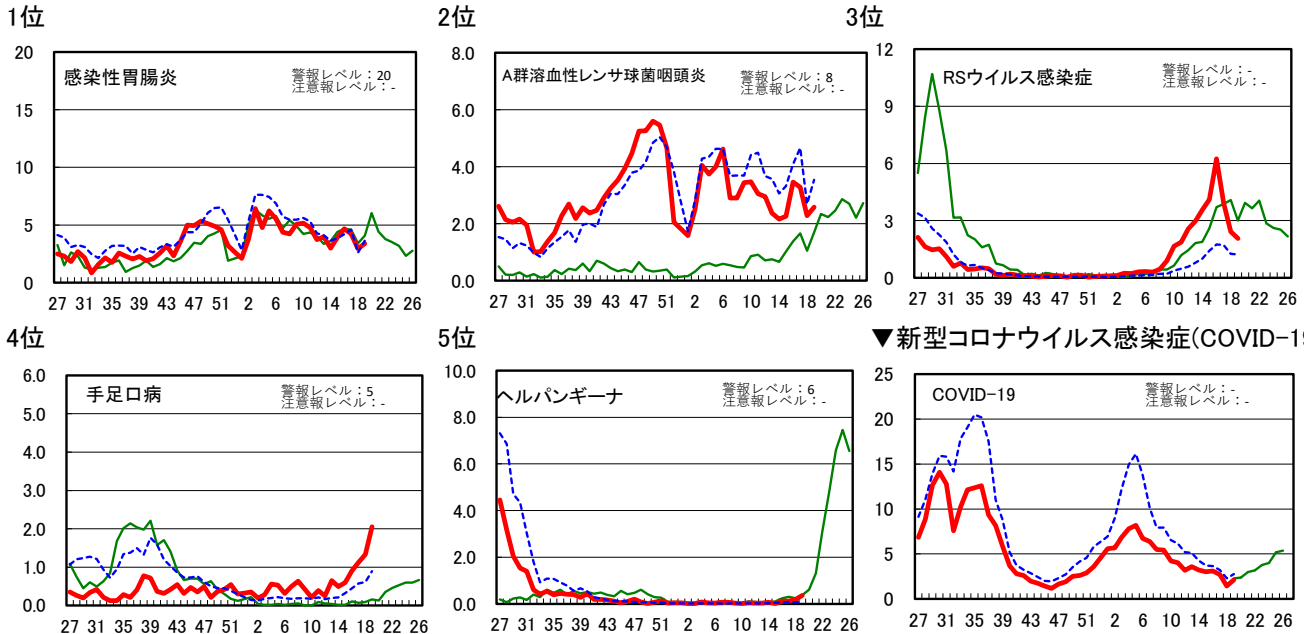 1位
2位
3位
感染性胃腸炎
警報レベル：20
注意報レベル：-
20
15
10
5
0
27 31 35 39 43 47 51 2 6 10 14 18 22 26
A群溶血性レンサ球菌咽頭炎
警報レベル：8
注意報レベル：-
8.0
6.0
4.0
2.0
0.0
27 31 35 39 43 47 51 2 6 10 14 18 22 26
RSウイルス感染症
警報レベル：-
注意報レベル：-
12
9
6
3
0
27 31 35 39 43 47 51 2 6 10 14 18 22 26
4位
5位
▼新型コロナウイルス感染症(COVID-19
手足口病
警報レベル：5
注意報レベル：-
6.0
5.0
4.0
3.0
2.0
1.0
0.0
27 31 35 39 43 47 51 2 6 10 14 18 22 26
ヘルパンギーナ
警報レベル：6
注意報レベル：-
10.0
8.0
6.0
4.0
2.0
0.0
27 31 35 39 43 47 51 2 6 10 14 18 22 26
COVID-19
警報レベル：-
注意報レベル：-
25
20
15
10
5
0
27 31 35 39 43 47 51 2 6 10 14 18 22 26